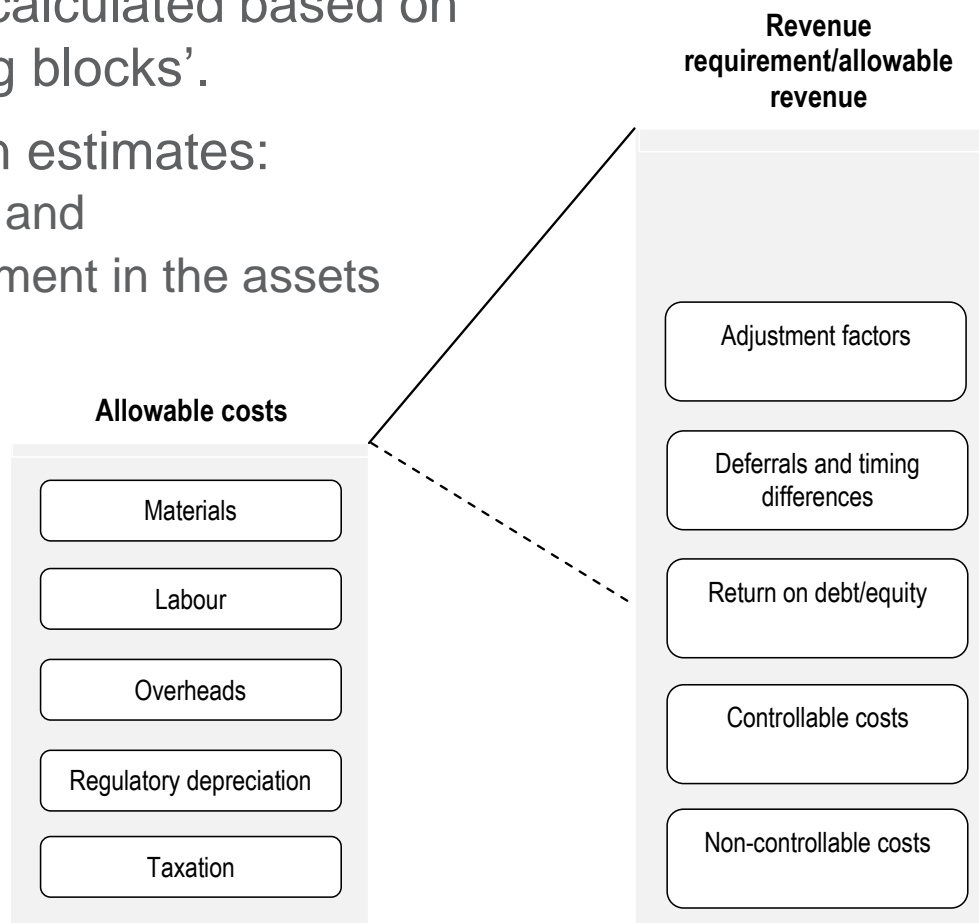 calculated based on
g blocks’.
n estimates:
and
ment in the assets
Revenue
requirement/allowable
revenue
Allowable costs
Materials
Labour
Overheads
Regulatory depreciation
Taxation
Adjustment factors
Deferrals and timing
differences
Return on debt/equity
Controllable costs
Non-controllable costs